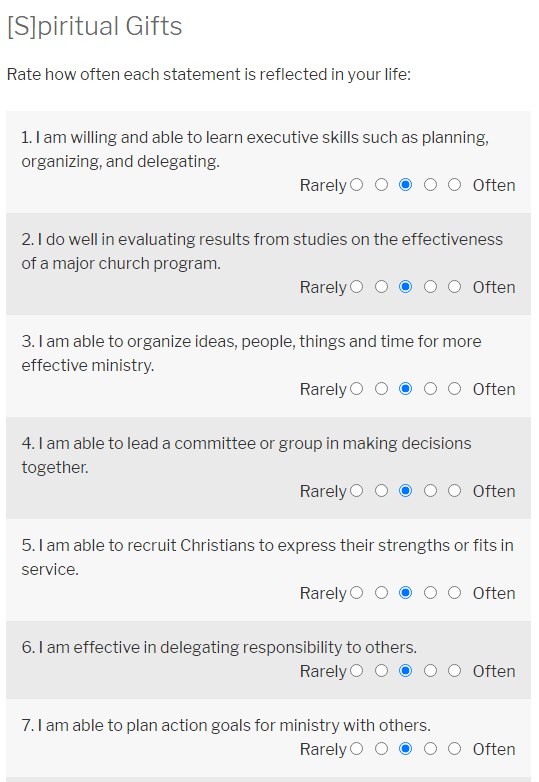 [S]piritual Gifts
Rate how often each statement is reflected in your life:
1. I am willing and able to learn executive skills such as planning,
organizing, and delegating.
Rarely Often
2. I do well in evaluating results from studies on the effectiveness
of a major church program.
Rarely Often
3. I am able to organize ideas, people, things and time for more
effective ministry.
Rarely Often
4. I am able to lead a committee or group in making decisions
together.
Rarely Often
5. I am able to recruit Christians to express their strengths or fits in
service.
Rarely Often
6. I am effective in delegating responsibility to others.
Rarely Often
7. I am able to plan action goals for ministry with others.
Rarely Often